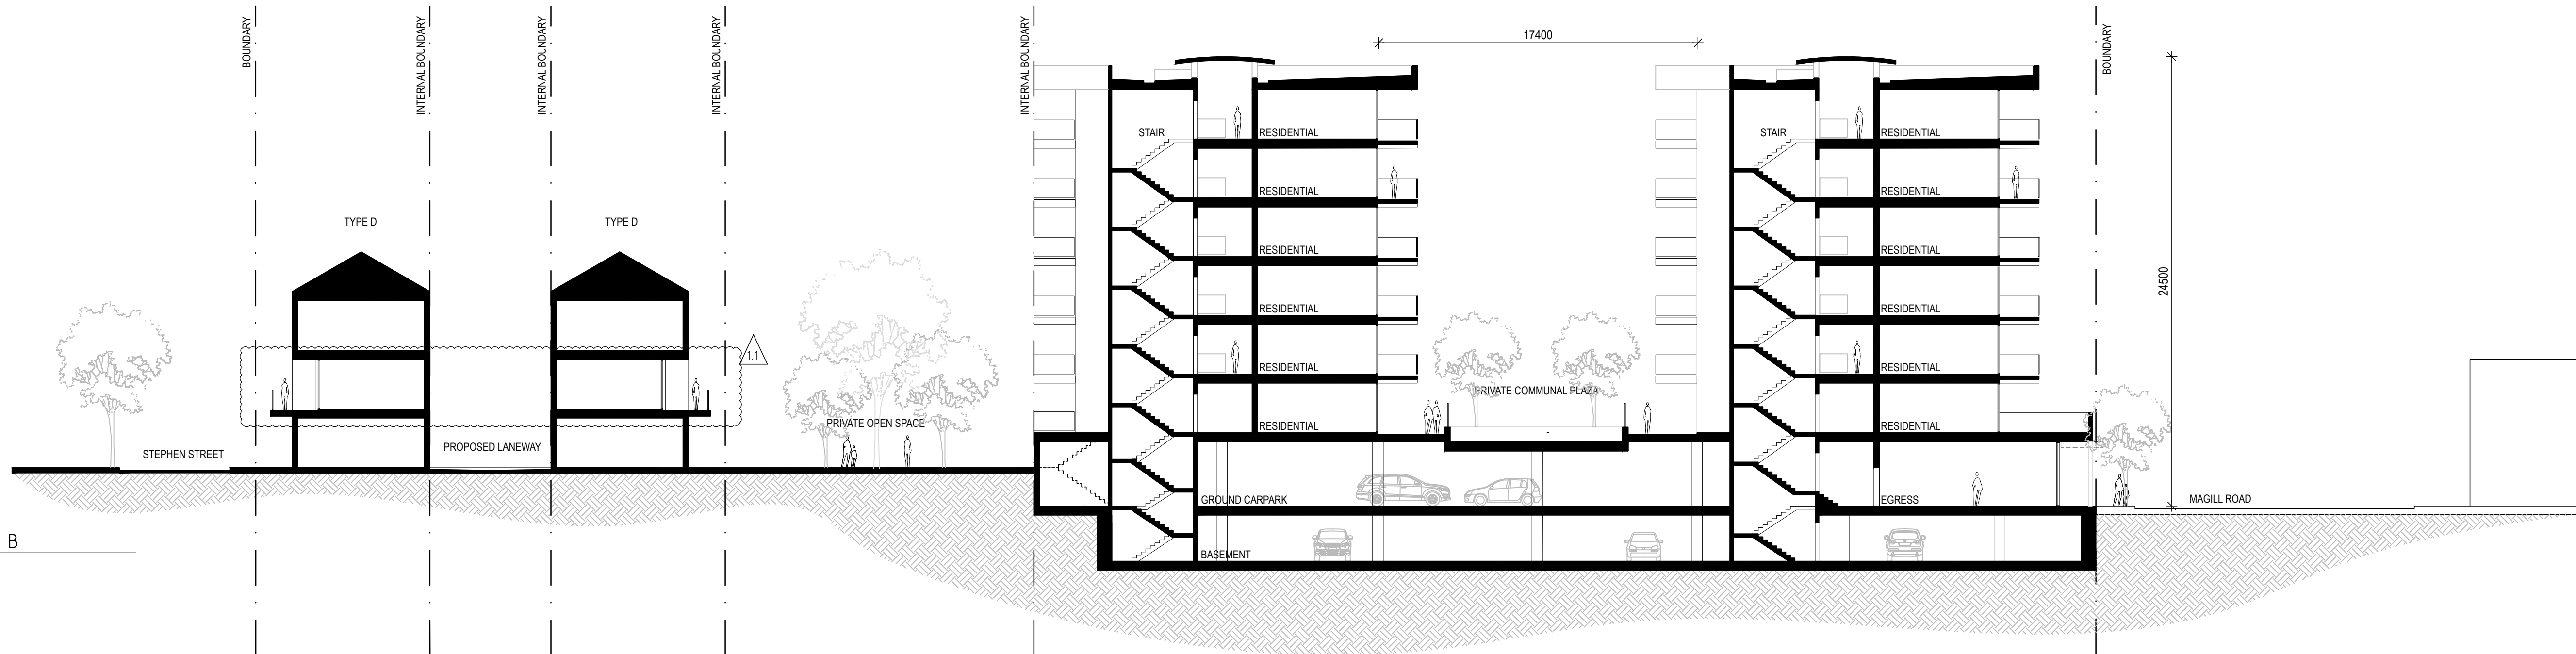 BOUNDARY
INTERNAL BOUNDARY
INTERNAL BOUNDARY
INTERNAL BOUNDARY
INTERNAL BOUNDARY
17400
BOUNDARY
STAIR
RESIDENTIAL
STAIR
RESIDENTIAL
RESIDENTIAL
RESIDENTIAL
TYPE D
TYPE D
RESIDENTIAL
RESIDENTIAL
24500
RESIDENTIAL
RESIDENTIAL
1.1
RESIDENTIAL
RESIDENTIAL
PRIVATE COMMUNAL PLAZA
PRIVATE OPEN SPACE
RESIDENTIAL
RESIDENTIAL
PROPOSED LANEWAY
STEPHEN STREET
GROUND CARPARK
EGRESS
MAGILL ROAD
B
BASEMENT